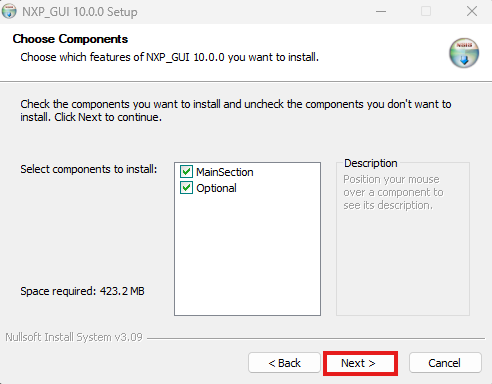 NXP_GUI 10.0.0 Setup
Choose Components
Choose which features of NXP_GUI 10.0.0 you want to install.
Check the components you want to install and uncheck the components you don't want to
install. Click Next to continue.
Select components to install:
MainSection
Optional
Description
Position your mouse
over a component to
see its description.
Space required: 423.2 MB
Nullsoft Install System v3.09
< Back
Next >
Cancel